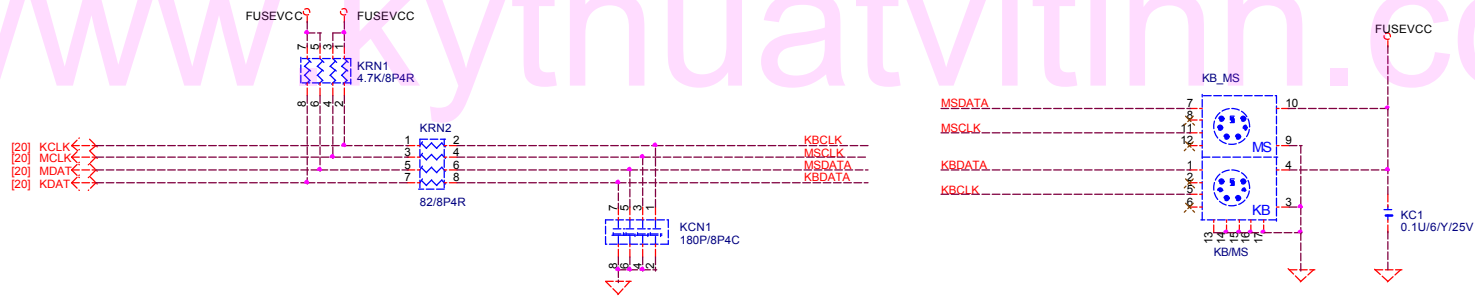 www.kythuatvitinh.co
FUSEVCC FUSEVCC
7 5 3 1
KRN1
4.7K/8P4R
8 6 4 2
[20] KCLK
[20] MCLK
[20] MDAT
[20] KDAT
KRN2
1 2
3 4
5 6
7 8
82/8P4R
KBCLK
MSCLK
MSDATA
KBDATA
7 5 3 1
KCN1
180P/8P4C
8 6 4 2
FUSEVCC
KB_MS
MSDATA 7 10
8
MSCLK 11
12 MS 9
KBDATA 1 4
2
KBCLK 5
6 KB 3
13 14 15 16 17
KB/MS
KC1
0.1U/6/Y/25V